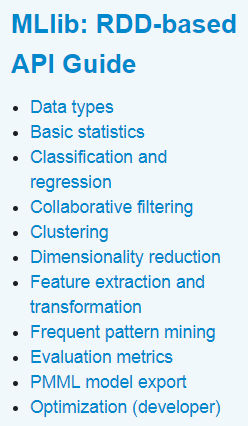 MLlib: RDD-based
API Guide
Data types
Basic statistics
Classification and
regression
Collaborative filtering
Clustering
Dimensionality reduction
Feature extraction and
transformation
Frequent pattern mining
Evaluation metrics
PMML model export
Optimization (developer)